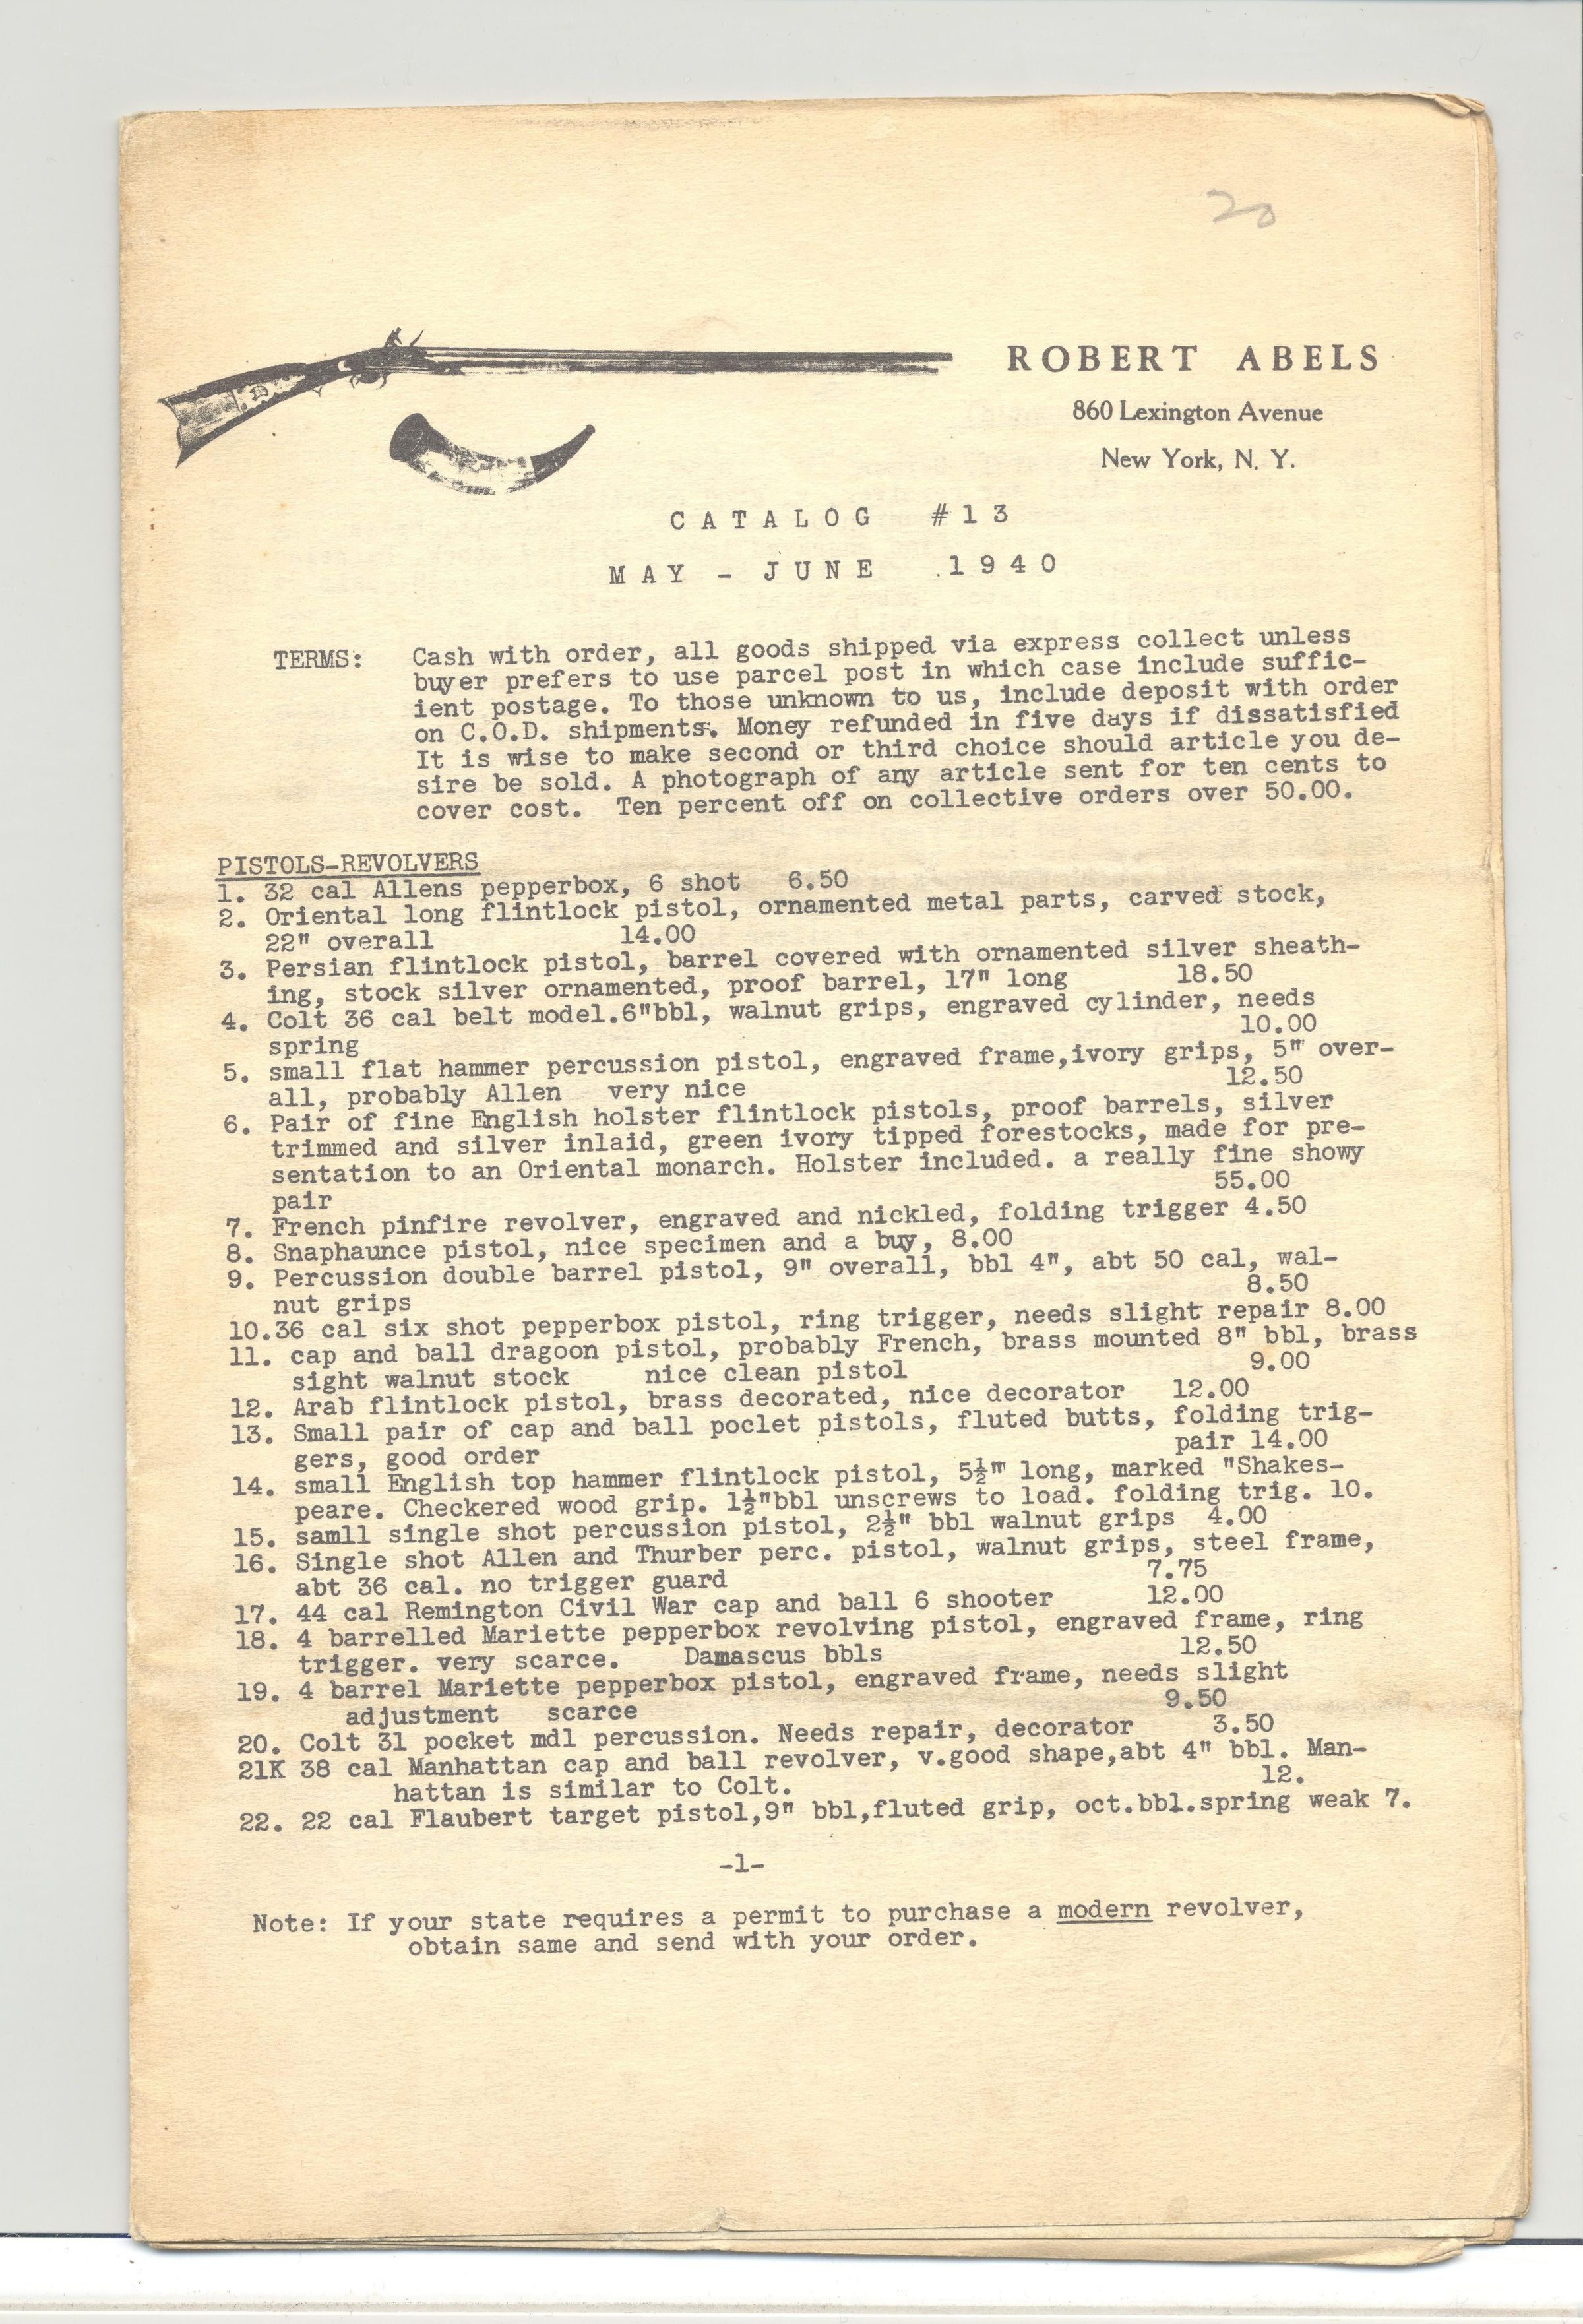 20
ROBERT ABELS
860 Lexington Avenue
New York, N. Y.
CATALOG #13
MAY - JUNE 1940
TERMS: Cash with order, all goods shipped via express collect unless
buyer prefers to use parcel post in which case include suffic-
ient postage. To those unknown to us, include deposit with order
on C.O.D. shipments. Money refunded in five days if dissatisfied
It is wise to make second or third choice should article you de-
sire be sold. A photograph of any article sent for ten cents to
cover cost. Ten percent off on collective orders over 50.00.
PISTOLS-REVOLVERS
1. 32 cal Allens pepperbox, 6 shot 6.50
2. Oriental long flintlock pistol, ornamented metal parts, carved stock,
22" overall 14.00
3. Persian flintlock pistol, barrel covered with ornamented silver sheath-
ing, stock silver ornamented, proof barrel, 17" long 18.50
4. Colt 36 cal belt model.6"bbl, walnut grips, engraved cylinder, needs
spring 10.00
5. small flat hammer percussion pistol, engraved frame,ivory grips, 5" over-
all, probably Allen very nice 12.50
6. Pair of fine English holster flintlock pistols, proof barrels, silver
trimmed and silver inlaid, green ivory tipped forestocks, made for pre-
sentation to an Oriental monarch. Holster included. a really fine showy
pair 55.00
7. French pinfire revolver, engraved and nickled, folding trigger 4.50
8. Snaphaunce pistol, nice specimen and a buy, 8.00
9. Percussion double barrel pistol, 9" overall, bbl 4", abt 50 cal, wal-
nut grips 8.50
10.36 cal six shot pepperbox pistol, ring trigger, needs slight repair 8.00
11. cap and ball dragoon pistol, probably French, brass mounted 8" bbl, brass
sight walnut stock nice clean pistol 9.00
12. Arab flintlock pistol, brass decorated, nice decorator 12.00
13. Small pair of cap and ball poclet pistols, fluted butts, folding trig-
gers, good order pair 14.00
14. small English top hammer flintlock pistol, 5½" long, marked "Shakes-
peare. Checkered wood grip. 1½"bbl unscrews to load. folding trig. 10.
15. samll single shot percussion pistol, 2½" bbl walnut grips 4.00
16. Single shot Allen and Thurber perc. pistol, walnut grips, steel frame,
abt 36 cal. no trigger guard 7.75
17. 44 cal Remington Civil War cap and ball 6 shooter 12.00
18. 4 barrelled Mariette pepperbox revolving pistol, engraved frame, ring
trigger. very scarce. Damascus bbls 12.50
19. 4 barrel Mariette pepperbox pistol, engraved frame, needs slight
adjustment scarce 9.50
20. Colt 31 pocket mdl percussion. Needs repair, decorator 3.50
21K 38 cal Manhattan cap and ball revolver, v.good shape,abt 4" bbl. Man-
hattan is similar to Colt. 12.
22. 22 cal Flaubert target pistol,9" bbl,fluted grip, oct.bbl.spring weak 7.
-1-
Note: If your state requires a permit to purchase a modern revolver,
obtain same and send with your order.